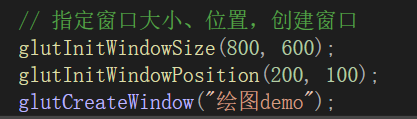 // 指定窗口大小、位置，创建窗口
glutInitWindowSize(800, 600);
glutInitWindowPosition(200, 100);
glutCreateWindow("绘图demo");